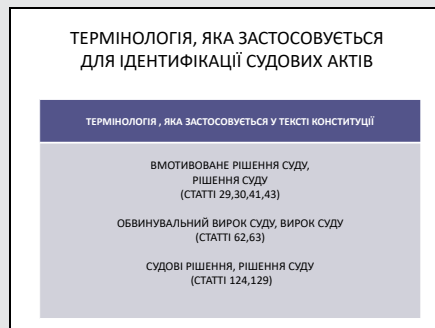 ТЕРМІНОЛОГІЯ, ЯКА ЗАСТОСОВУЄТЬСЯ
ДЛЯ ІДЕНТИФІКАЦІЇ СУДОВИХ АКТІВ
ТЕРМІНОЛОГІЯ , ЯКА ЗАСТОСОВУЄТЬСЯ У ТЕКСТІ КОНСТИТУЦІЇ
ВМОТИВОВАНЕ РІШЕННЯ СУДУ,
РІШЕННЯ СУДУ
(СТАТТІ 29,30,41,43)
ОБВИНУВАЛЬНИЙ ВИРОК СУДУ, ВИРОК СУДУ
(СТАТТІ 62,63)
СУДОВІ РІШЕННЯ, РІШЕННЯ СУДУ
(СТАТТІ 124,129)